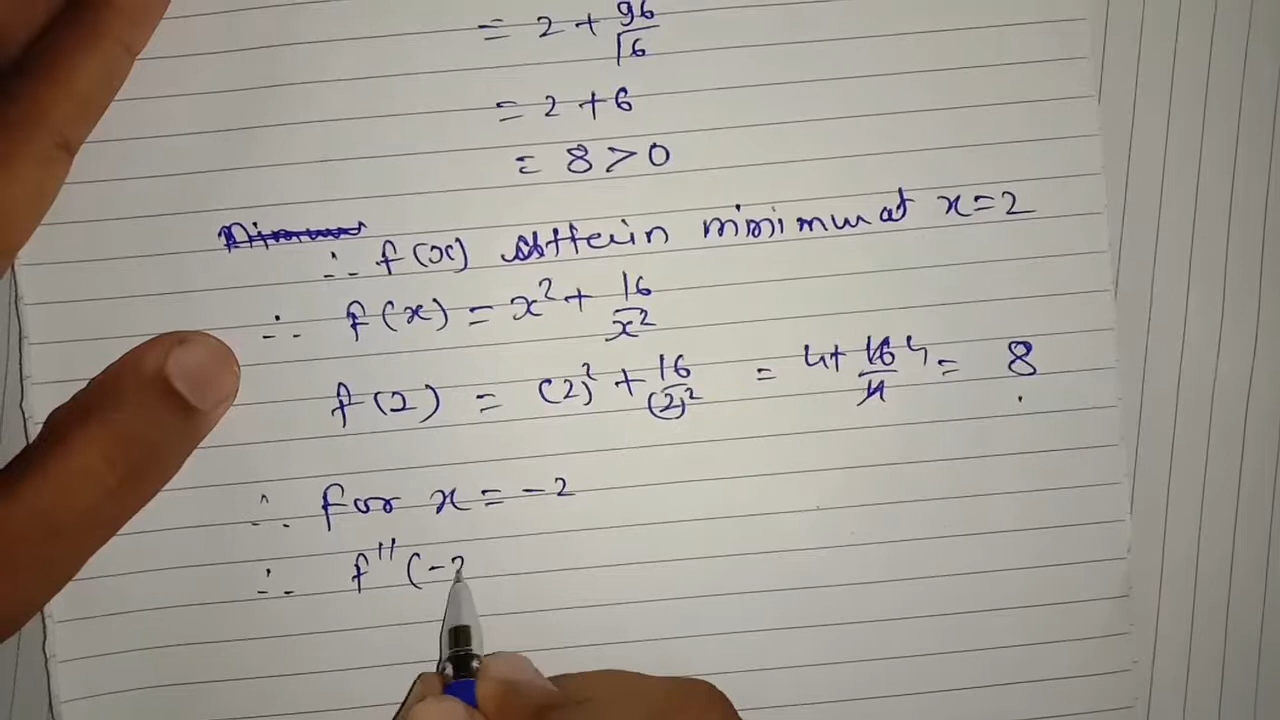 = 2 + 96/16
= 2 + 6
= 8 > 0
∴ f(x) attein minimum at x = 2
∴ f(x) = x² + 16/x²
f(2) = (2)² + 16/(2)² = 4 + 16/4 4 = 8
∴ for x = -2
∴ f''(-2